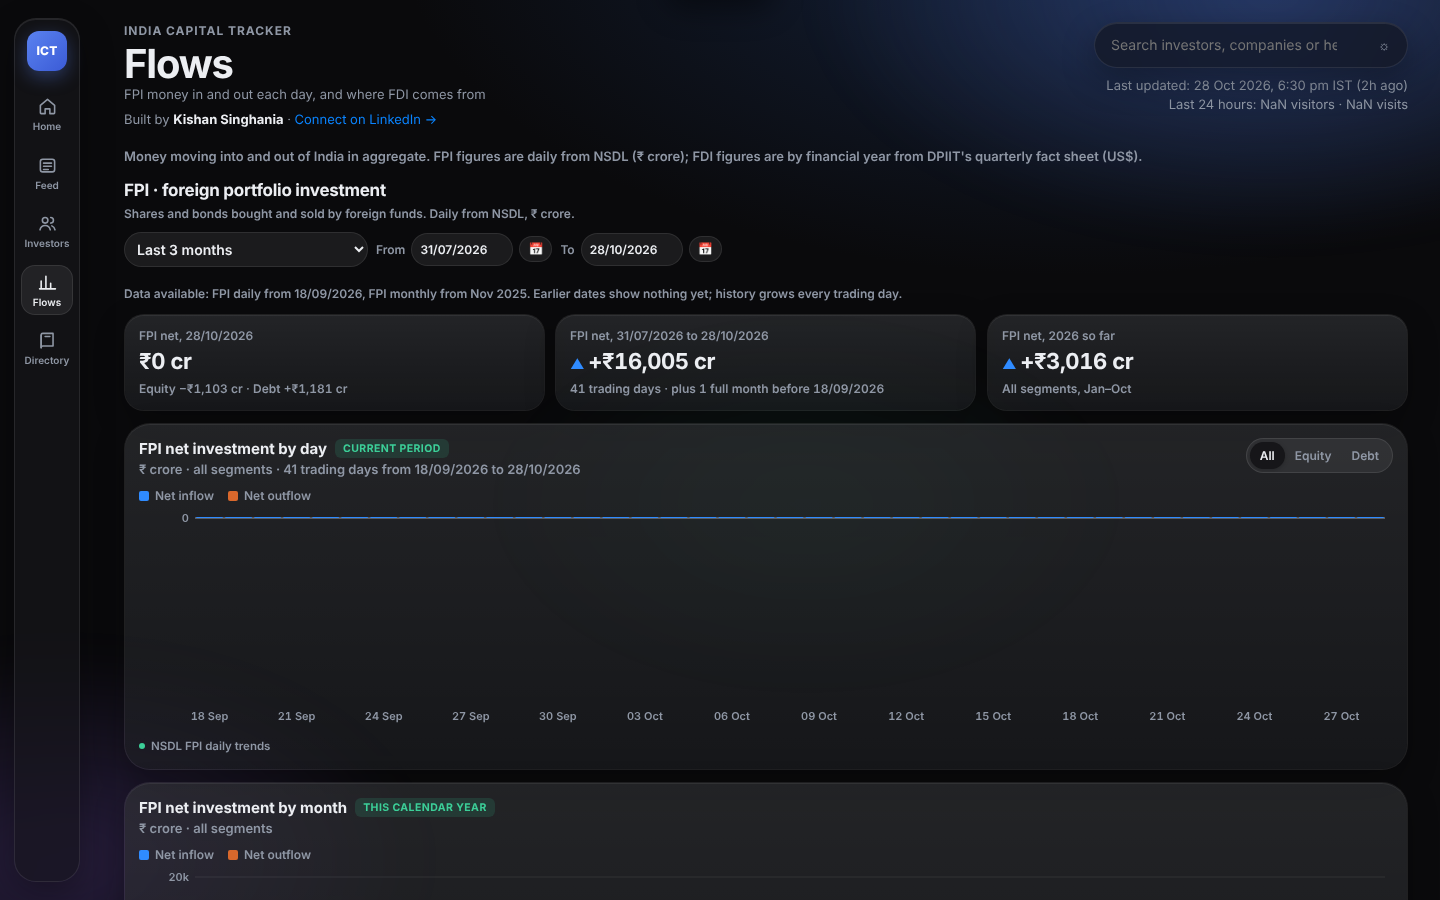 ICT
Home
Feed
Investors
Flows
Directory
INDIA CAPITAL TRACKER
Flows
FPI money in and out each day, and where FDI comes from
Built by Kishan Singhania · Connect on LinkedIn →
Search investors, companies or he
Last updated: 28 Oct 2026, 6:30 pm IST (2h ago)
Last 24 hours: NaN visitors · NaN visits
Money moving into and out of India in aggregate. FPI figures are daily from NSDL (₹ crore); FDI figures are by financial year from DPIIT's quarterly fact sheet (US$).
FPI · foreign portfolio investment
Shares and bonds bought and sold by foreign funds. Daily from NSDL, ₹ crore.
Last 3 months From 31/07/2026 To 28/10/2026
Data available: FPI daily from 18/09/2026, FPI monthly from Nov 2025. Earlier dates show nothing yet; history grows every trading day.
FPI net, 28/10/2026
₹0 cr
Equity −₹1,103 cr · Debt +₹1,181 cr
FPI net, 31/07/2026 to 28/10/2026
▲ +₹16,005 cr
41 trading days · plus 1 full month before 18/09/2026
FPI net, 2026 so far
▲ +₹3,016 cr
All segments, Jan–Oct
FPI net investment by day CURRENT PERIOD
₹ crore · all segments · 41 trading days from 18/09/2026 to 28/10/2026
All Equity Debt
Net inflow Net outflow
0
18 Sep 21 Sep 24 Sep 27 Sep 30 Sep 03 Oct 06 Oct 09 Oct 12 Oct 15 Oct 18 Oct 21 Oct 24 Oct 27 Oct
NSDL FPI daily trends
FPI net investment by month THIS CALENDAR YEAR
₹ crore · all segments
Net inflow Net outflow
20k